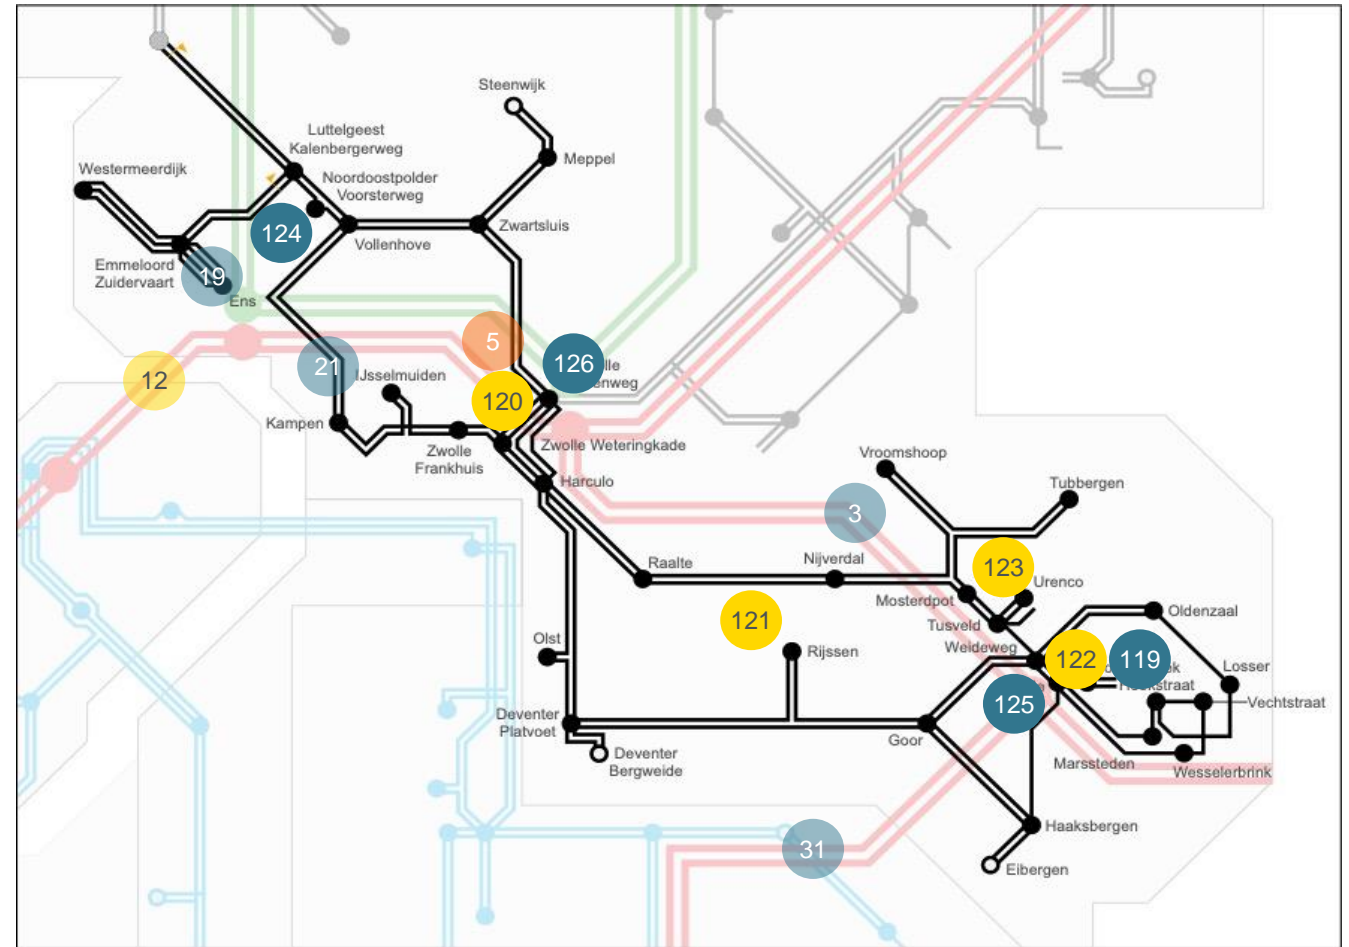 Steenwijk
Luttelgeest
Kalenbergerweg
Meppel
Westermeerdijk
Noordoostpolder
Voorsterweg
124
Zwartsluis
Vollenhove
Emmeloord
Zuidervaart
19
Ens
5
126
21
12
IJsselmuiden
120
Kampen
Zwolle
Frankhuis
Zwolle Weteringkade
Vroomshoop
Harculo
Tubbergen
3
Raalte
Nijverdal
123
Urenco
Mosterdpot
Tusveld
Oldenzaal
121
Olst
Rijssen
Weideweg
122
119
Losser
125
Vechtstraat
Deventer
Platvoet
Goor
Deventer
Bergweide
Marssteden
Wesselerbrink
Haaksbergen
31
Eibergen